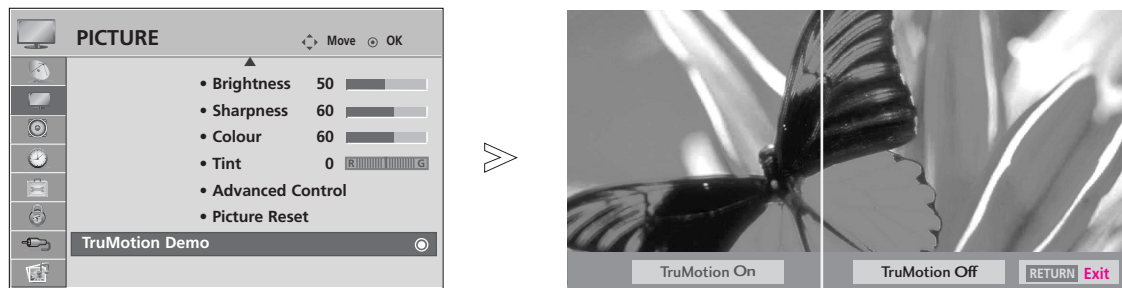 PICTURE
Move
OK
• Brightness 50
• Sharpness 60
• Colour 60
• Tint 0 R G
• Advanced Control
• Picture Reset
TruMotion Demo
TruMotion On
TruMotion Off
RETURN Exit